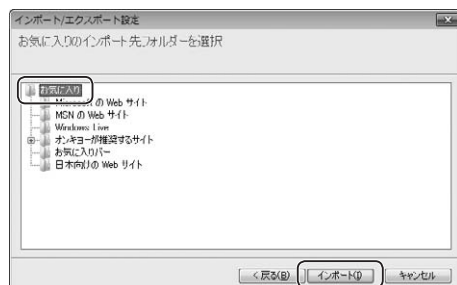 インポート/エクスポート設定
お気に入りのインポート先フォルダーを選択
お気に入り
Microsoft の Web サイト
MSN の Web サイト
Windows Live
オンキヨーが推奨するサイト
お気に入りバー
日本向けの Web サイト
< 戻る(B)
インポート(I)
キャンセル